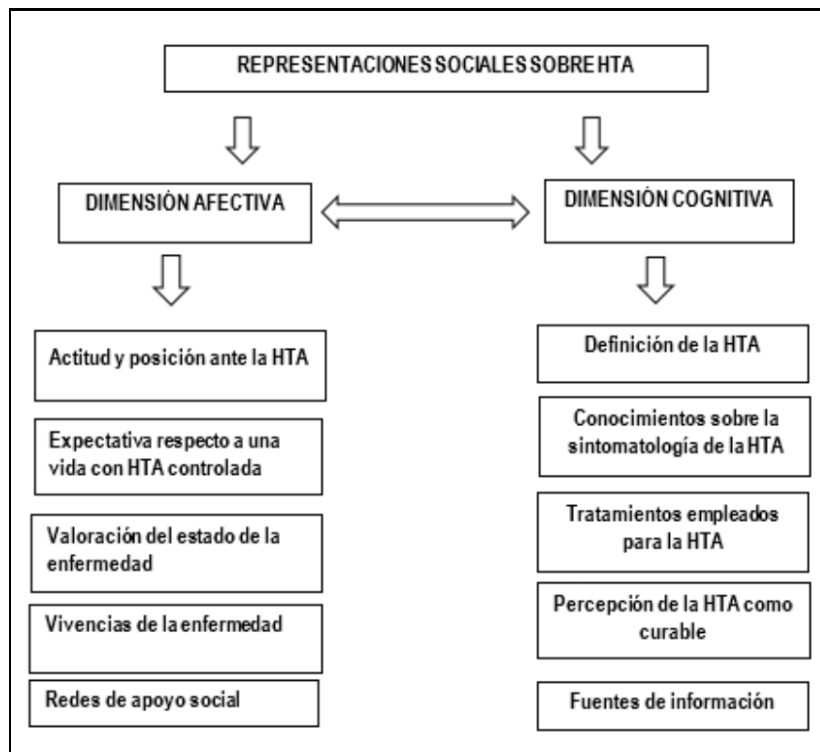 REPRESENTACIONES SOCIALES SOBRE HTA
DIMENSIÓN AFECTIVA
DIMENSIÓN COGNITIVA
Actitud y posición ante la HTA
Expectativa respecto a una
vida con HTA controlada
Valoración del estado de la
enfermedad
Vivencias de la enfermedad
Redes de apoyo social
Definición de la HTA
Conocimientos sobre la
sintomatología de la HTA
Tratamientos empleados
para la HTA
Percepción de la HTA como
curable
Fuentes de información